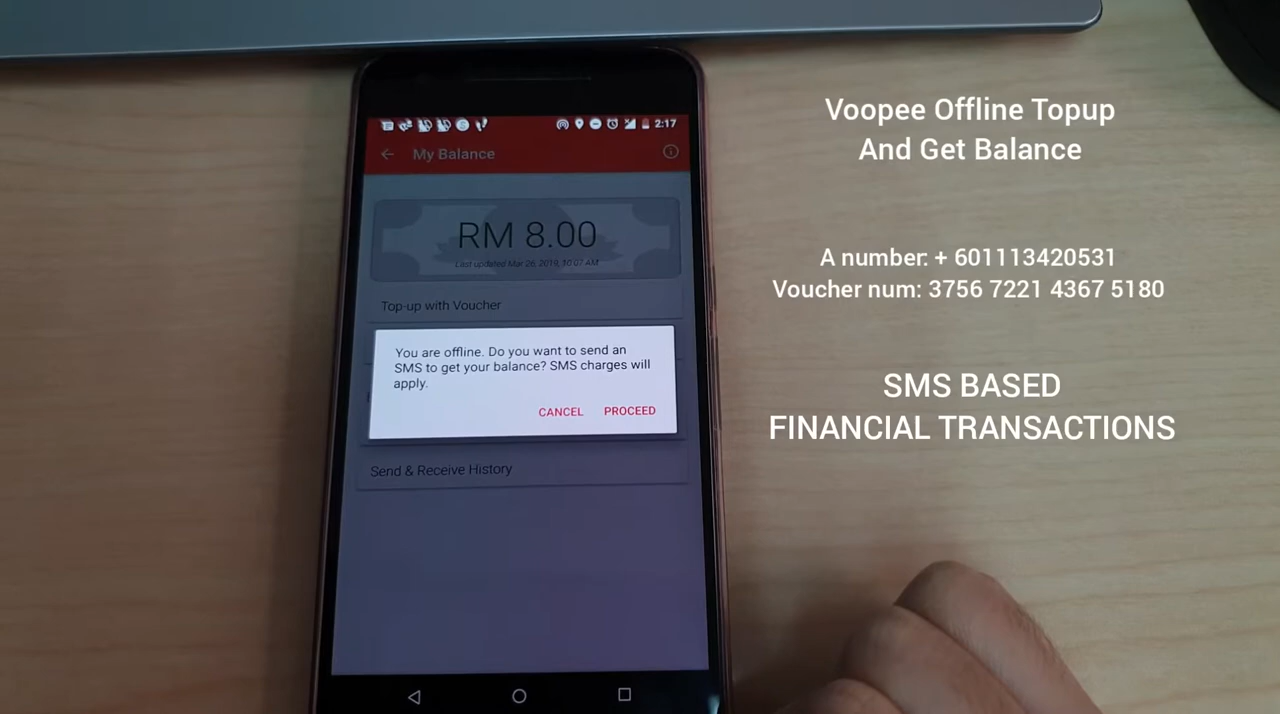 2:17
My Balance
RM 8.00
Last updated Mar 26, 2019, 10:07 AM
Top-up with Voucher
You are offline. Do you want to send an
SMS to get your balance? SMS charges will
apply.
CANCEL PROCEED
Send & Receive History
Voopee Offline Topup
And Get Balance
A number: + 601113420531
Voucher num: 3756 7221 4367 5180
SMS BASED
FINANCIAL TRANSACTIONS